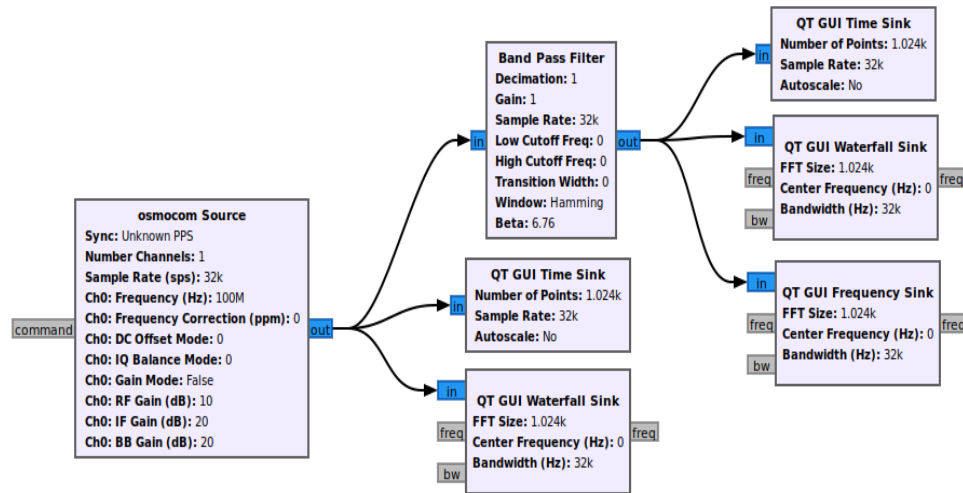 osmocom Source
Sync: Unknown PPS
Number Channels: 1
Sample Rate (sps): 32k
Ch0: Frequency (Hz): 100M
Ch0: Frequency Correction (ppm): 0
Ch0: DC Offset Mode: 0
Ch0: IQ Balance Mode: 0
Ch0: Gain Mode: False
Ch0: RF Gain (dB): 10
Ch0: IF Gain (dB): 20
Ch0: BB Gain (dB): 20
command
out
in
Band Pass Filter
Decimation: 1
Gain: 1
Sample Rate: 32k
Low Cutoff Freq: 0
High Cutoff Freq: 0
Transition Width: 0
Window: Hamming
Beta: 6.76
out
in
QT GUI Time Sink
Number of Points: 1.024k
Sample Rate: 32k
Autoscale: No
in
freq
bw
QT GUI Waterfall Sink
FFT Size: 1.024k
Center Frequency (Hz): 0
Bandwidth (Hz): 32k
freq
in
QT GUI Time Sink
Number of Points: 1.024k
Sample Rate: 32k
Autoscale: No
in
freq
bw
QT GUI Waterfall Sink
FFT Size: 1.024k
Center Frequency (Hz): 0
Bandwidth (Hz): 32k
freq
in
freq
bw
QT GUI Frequency Sink
FFT Size: 1.024k
Center Frequency (Hz): 0
Bandwidth (Hz): 32k
freq